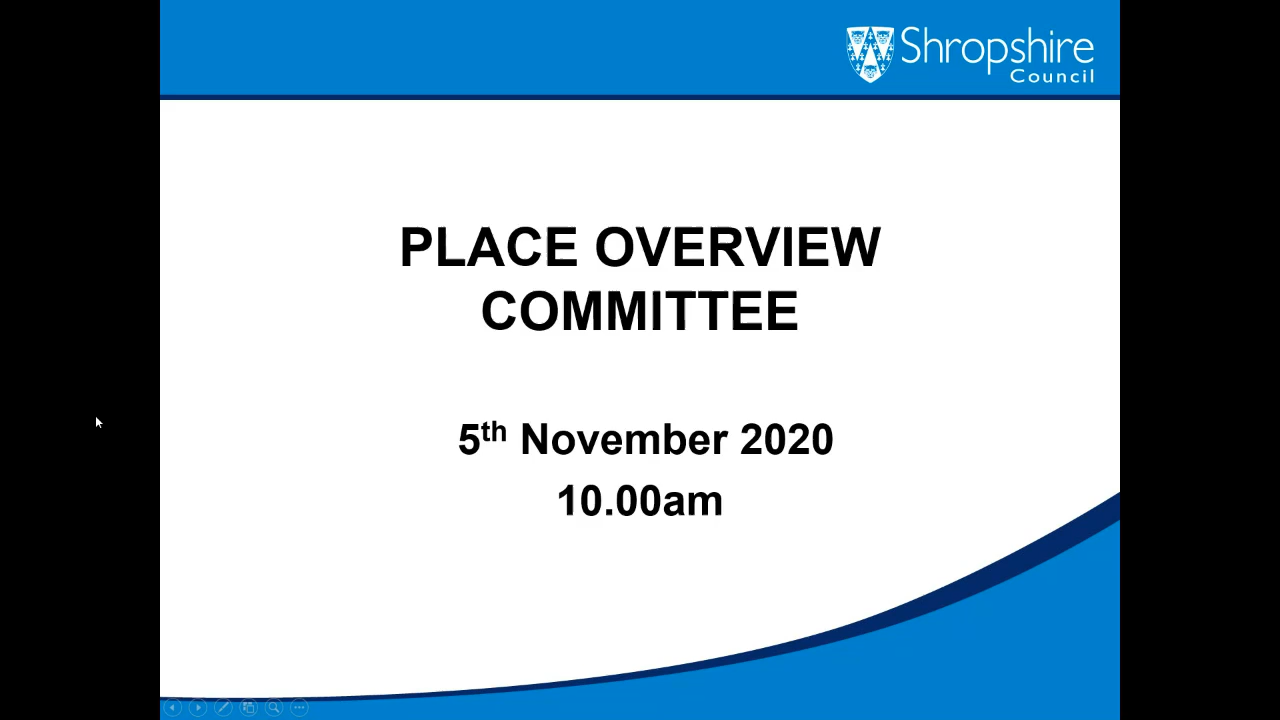 Shropshire
Council
PLACE OVERVIEW
COMMITTEE
5th November 2020
10.00am